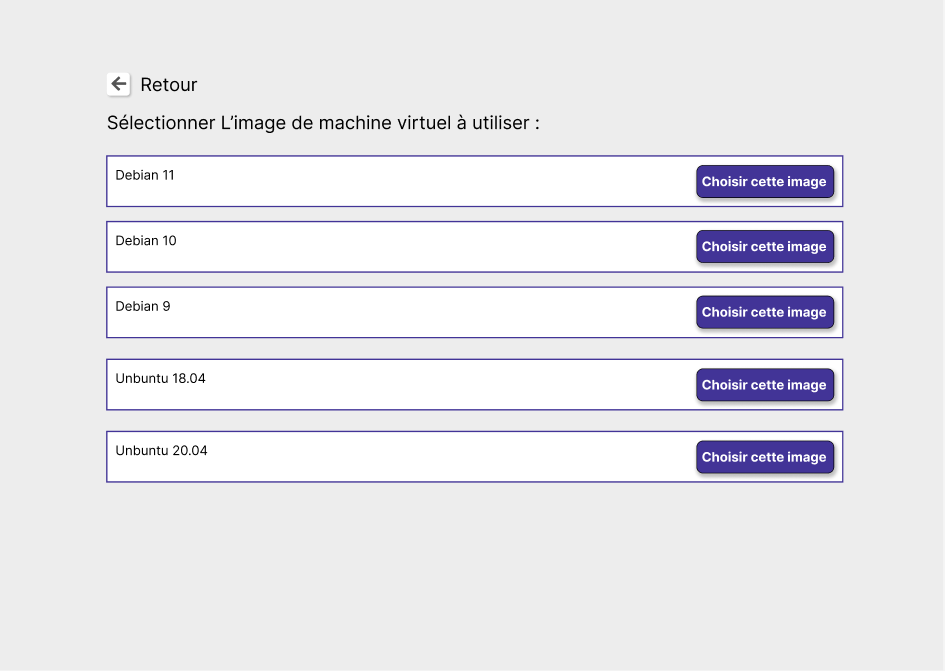 Retour
Sélectionner L’image de machine virtuel à utiliser :
Debian 11
Choisir cette image
Debian 10
Choisir cette image
Debian 9
Choisir cette image
Unbuntu 18.04
Choisir cette image
Unbuntu 20.04
Choisir cette image